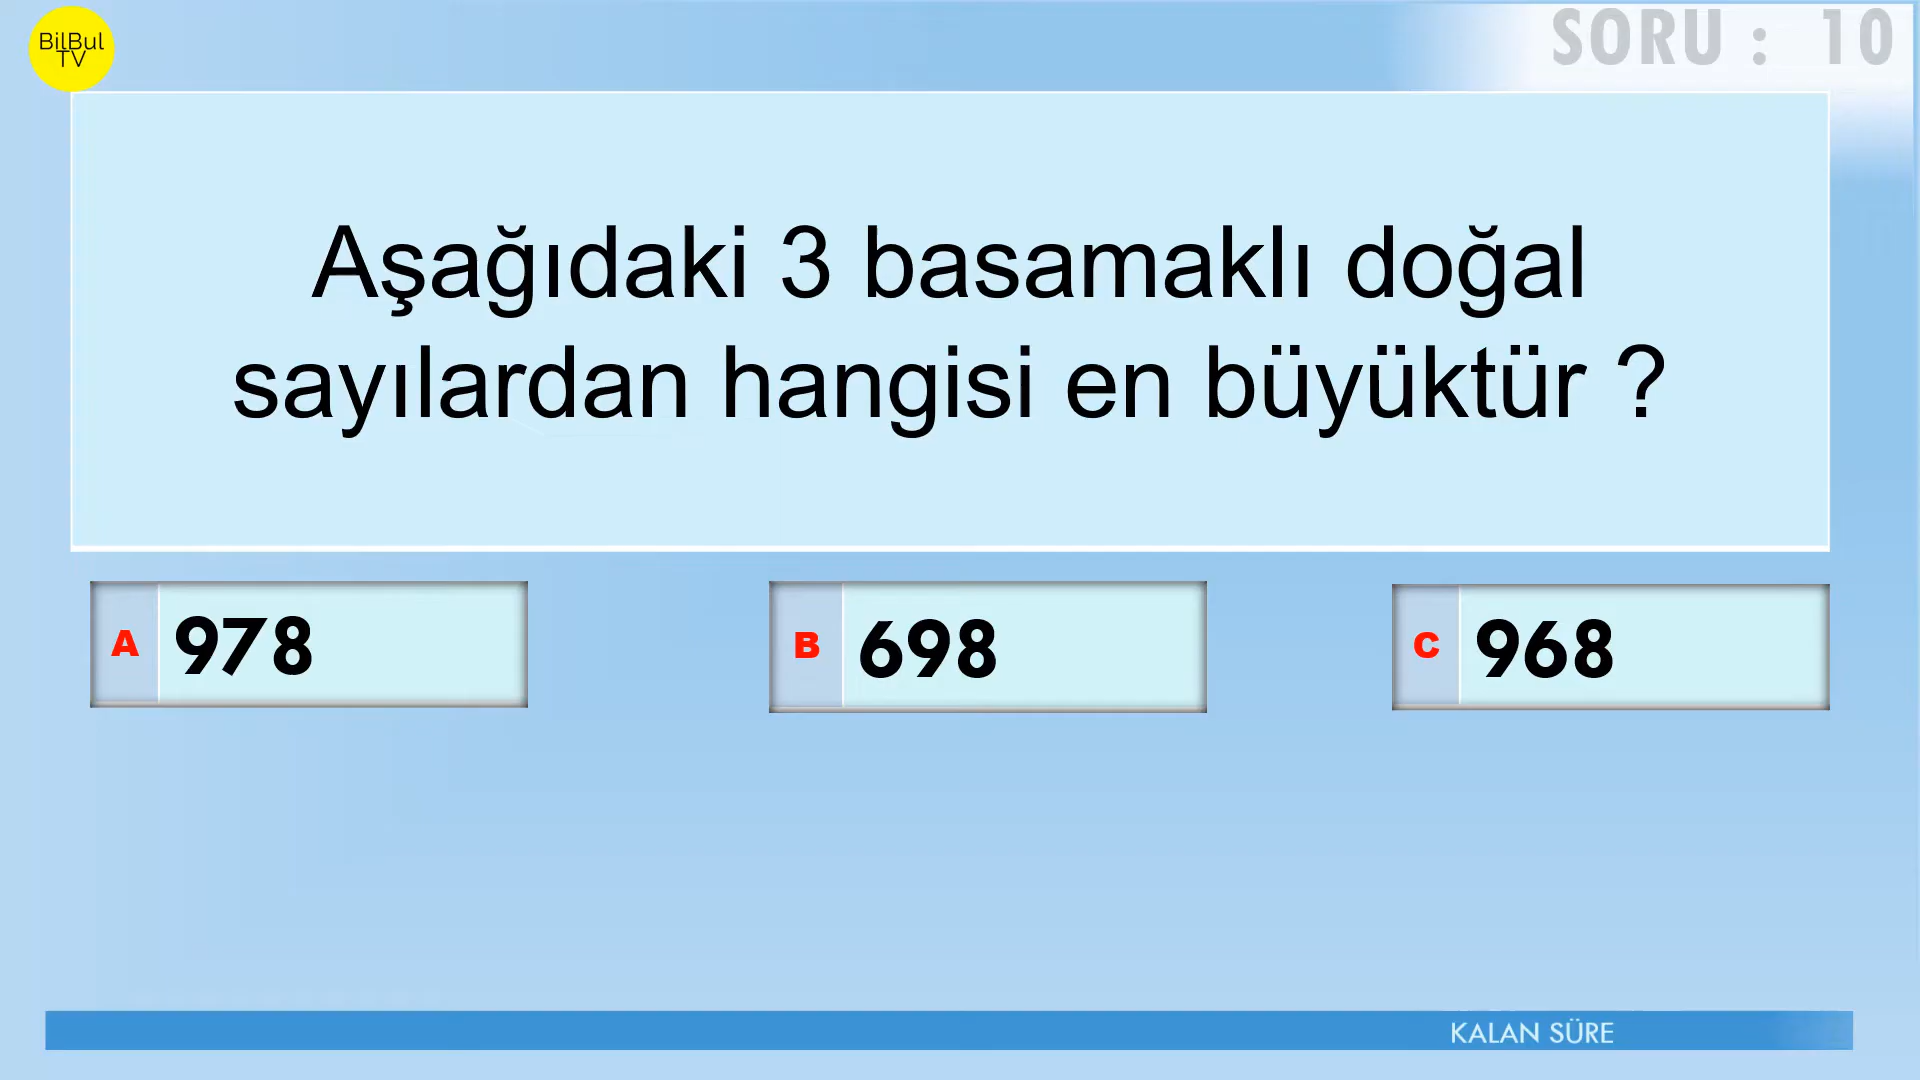 BilBul
TV
SORU : 10
Aşağıdaki 3 basamaklı doğal
sayılardan hangisi en büyüktür ?
A 978
B 698
C 968
KALAN SÜRE